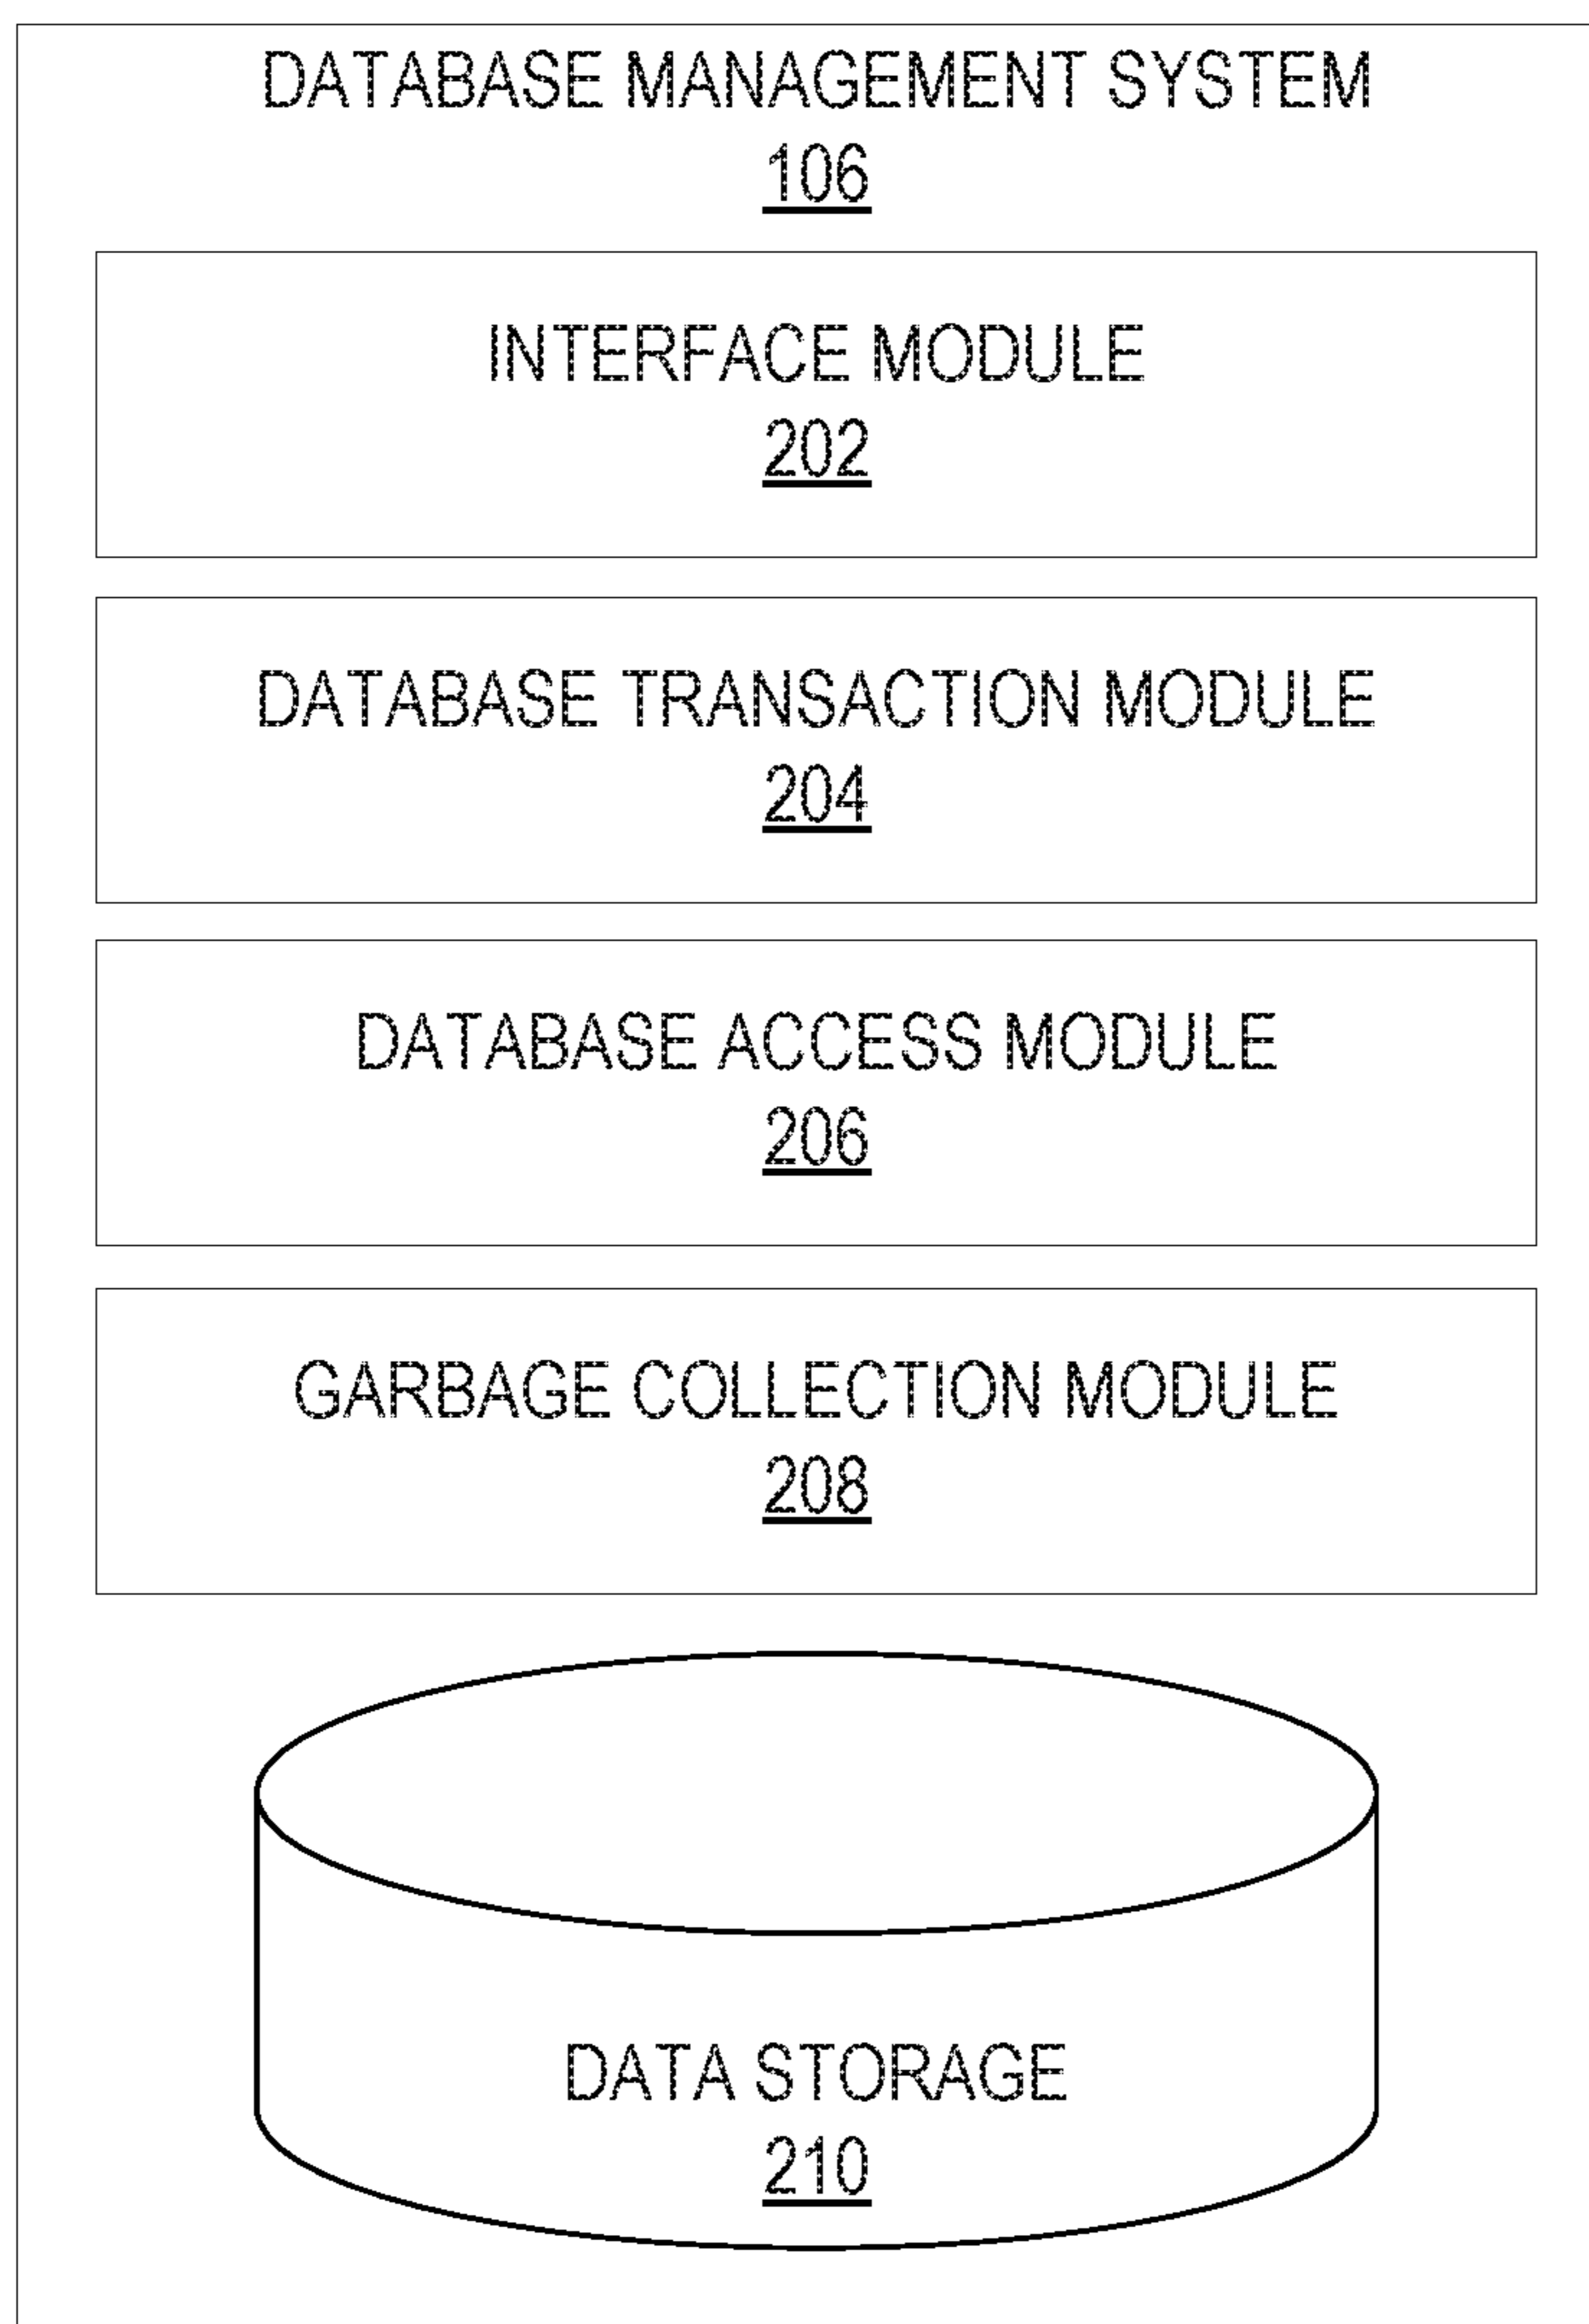 DATABASE MANAGEMENT SYSTEM
106
INTERFACE MODULE
202
DATABASE TRANSACTION MODULE
204
DATABASE ACCESS MODULE
206
GARBAGE COLLECTION MODULE
208
DATA STORAGE
210